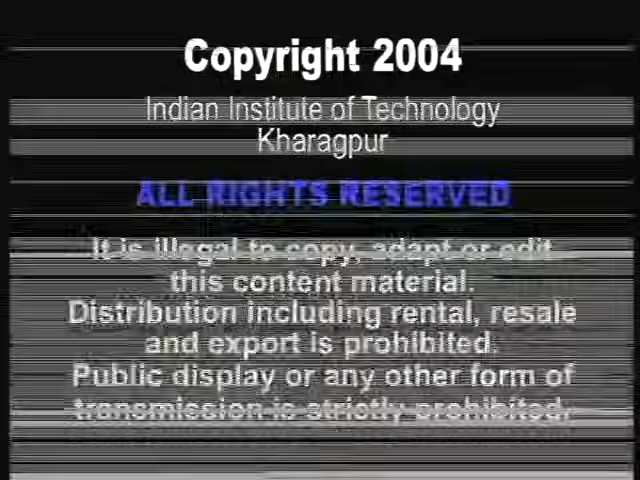 Copyright 2004
Indian Institute of Technology
Kharagpur
ALL RIGHTS RESERVED
It is illegal to copy, adapt or edit
this content material.
Distribution including rental, resale
and export is prohibited.
Public display or any other form of
transmission is strictly prohibited.